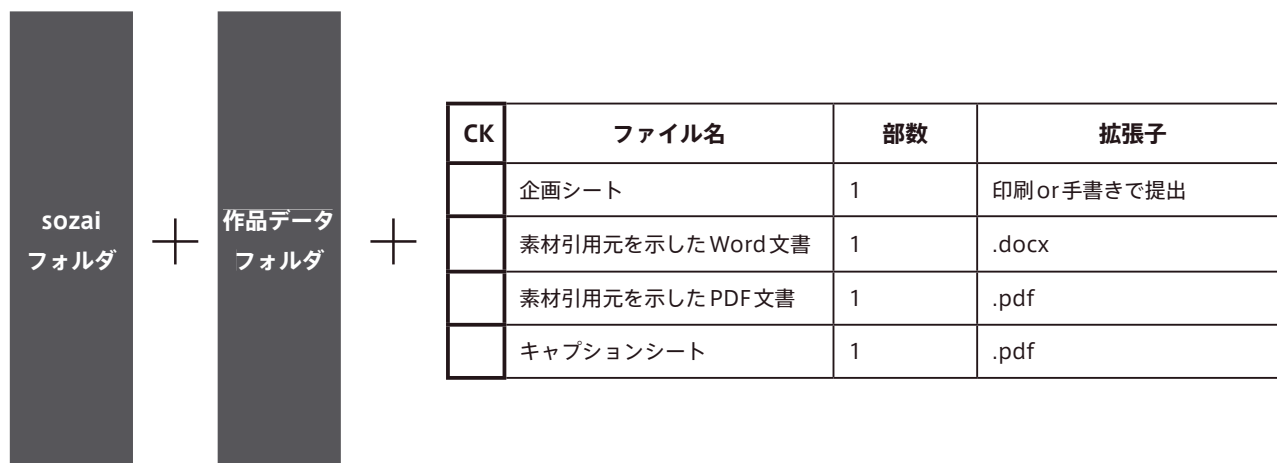 sozai
フォルダ
作品データ
フォルダ
CK ファイル名 部数 拡張子
企画シート 1 印刷or手書きで提出
素材引用元を示したWord文書 1 .docx
素材引用元を示したPDF文書 1 .pdf
キャプションシート 1 .pdf